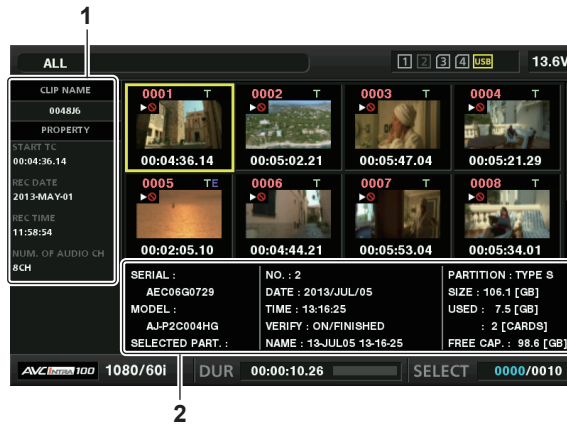 1
ALL
1 2 3 4 USB 13.6V
CLIP NAME
0048J6
PROPERTY
START TC
00:04:36.14
REC DATE
2013-MAY-01
REC TIME
11:58:54
NUM. OF AUDIO CH
8CH
0001 T
00:04:36.14
0002 T
00:05:02.21
0003 T
00:05:47.04
0004 T
00:05:21.29
0005 TE
00:02:05.10
0006 T
00:04:44.21
0007 T
00:05:53.04
0008 T
00:05:34.01
SERIAL :
AEC06G0729
MODEL :
AJ-P2C004HG
SELECTED PART. :
NO. : 2
DATE : 2013/JUL/05
TIME : 13:16:25
VERIFY : ON/FINISHED
NAME : 13-JUL05 13-16-25
PARTITION : TYPE S
SIZE : 106.1 [GB]
USED : 7.5 [GB]
: 2 [CARDS]
FREE CAP. : 98.6 [GB]
AVC INTRA 100 1080/60i DUR 00:00:10.26 SELECT 0000/0010
2